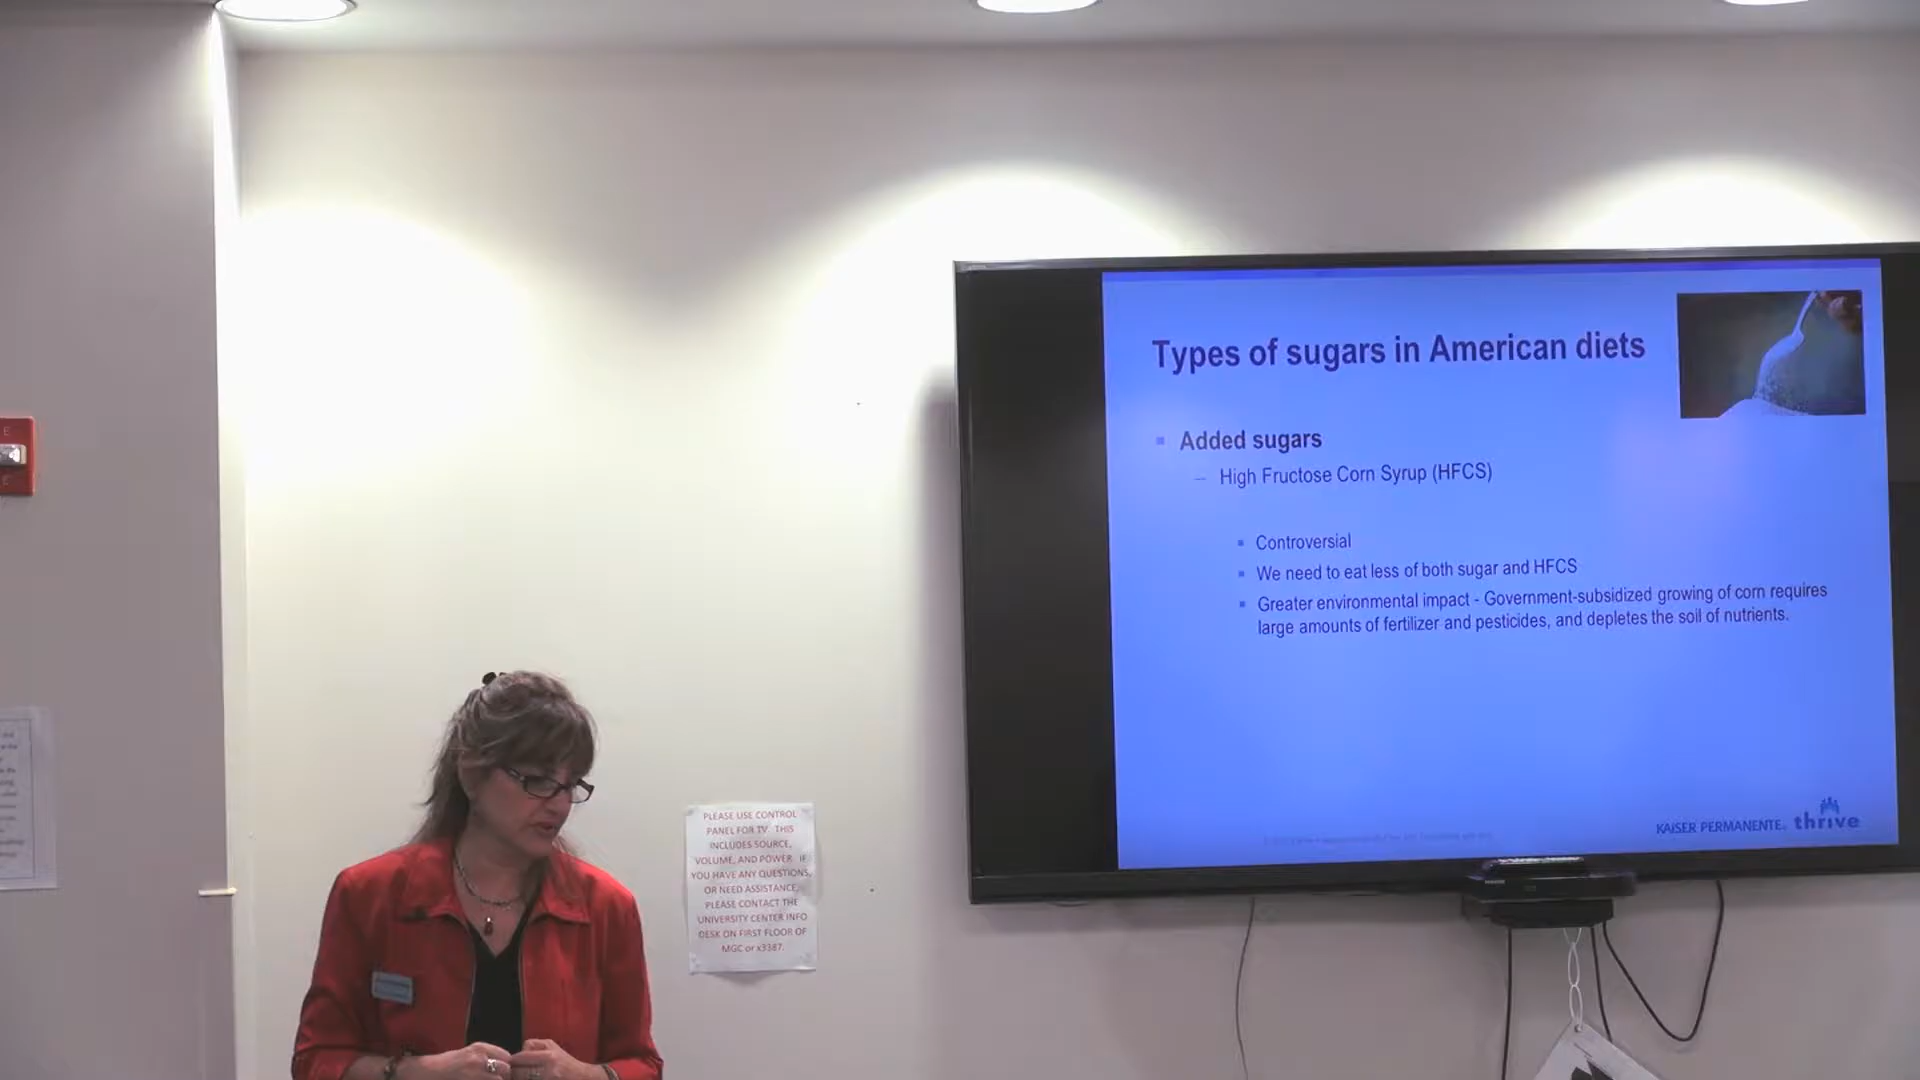 Types of sugars in American diets
Added sugars
– High Fructose Corn Syrup (HFCS)
Controversial
We need to eat less of both sugar and HFCS
Greater environmental impact - Government-subsidized growing of corn requires
large amounts of fertilizer and pesticides, and depletes the soil of nutrients.
KAISER PERMANENTE® thrive
PLEASE USE CONTROL
PANEL FOR TV. THIS
INCLUDES SOURCE,
VOLUME, AND POWER. IF
YOU HAVE ANY QUESTIONS,
OR NEED ASSISTANCE,
PLEASE CONTACT THE
UNIVERSITY CENTER INFO
DESK ON FIRST FLOOR OF
MGC or x3387.